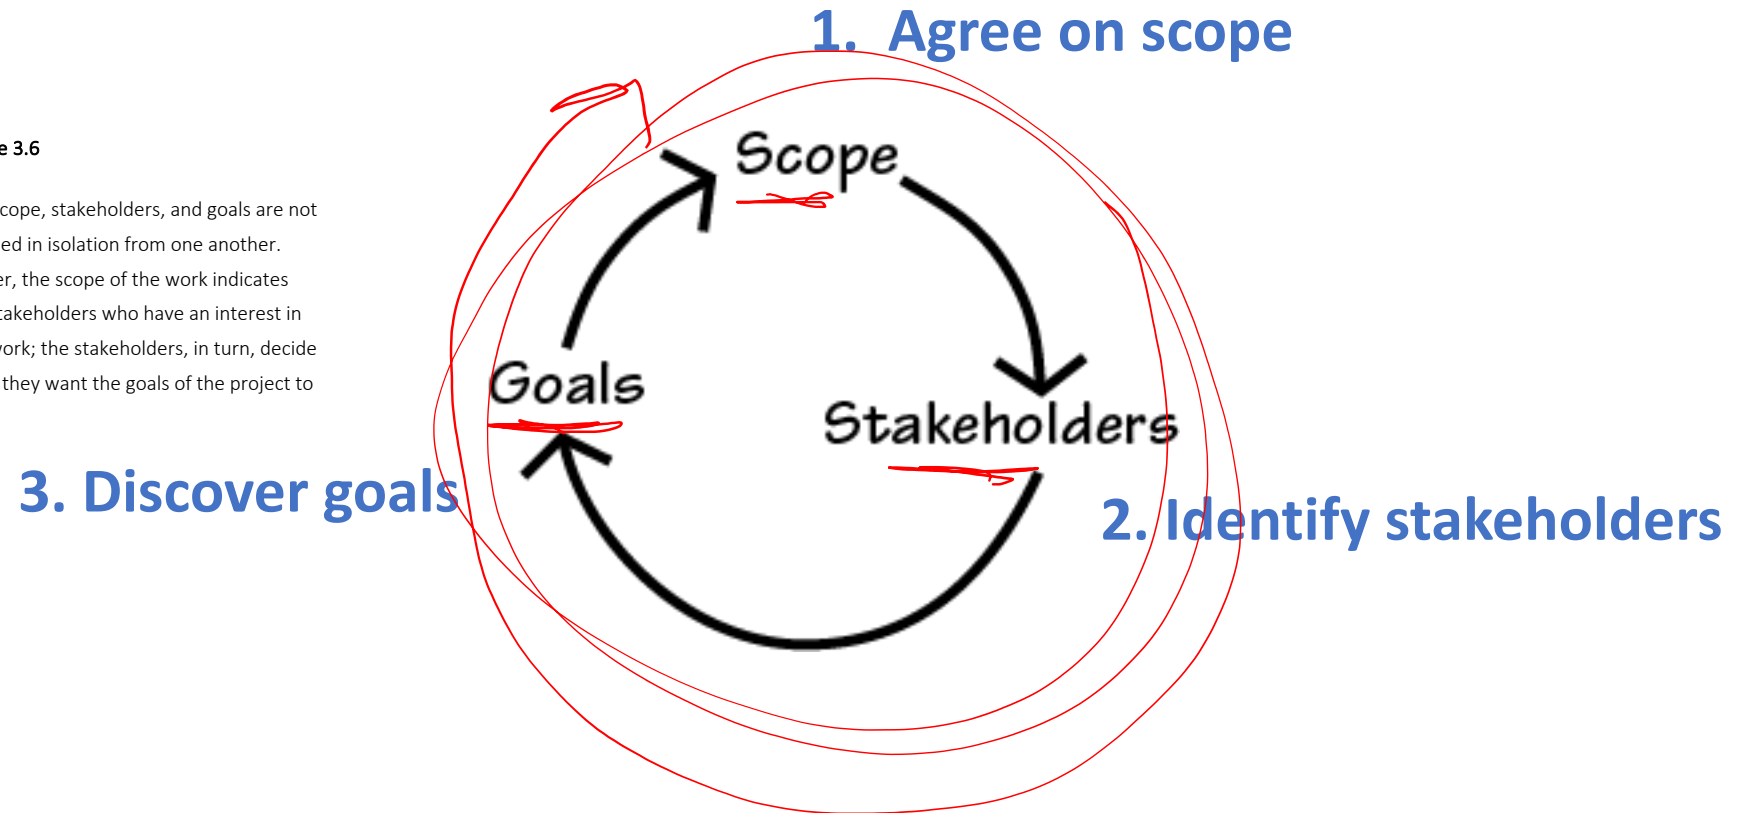 1. Agree on scope
e 3.6
Scope
cope, stakeholders, and goals are not
ed in isolation from one another.
er, the scope of the work indicates
takeholders who have an interest in
ork; the stakeholders, in turn, decide
they want the goals of the project to
Goals
Stakeholders
3. Discover goals
2. Identify stakeholders